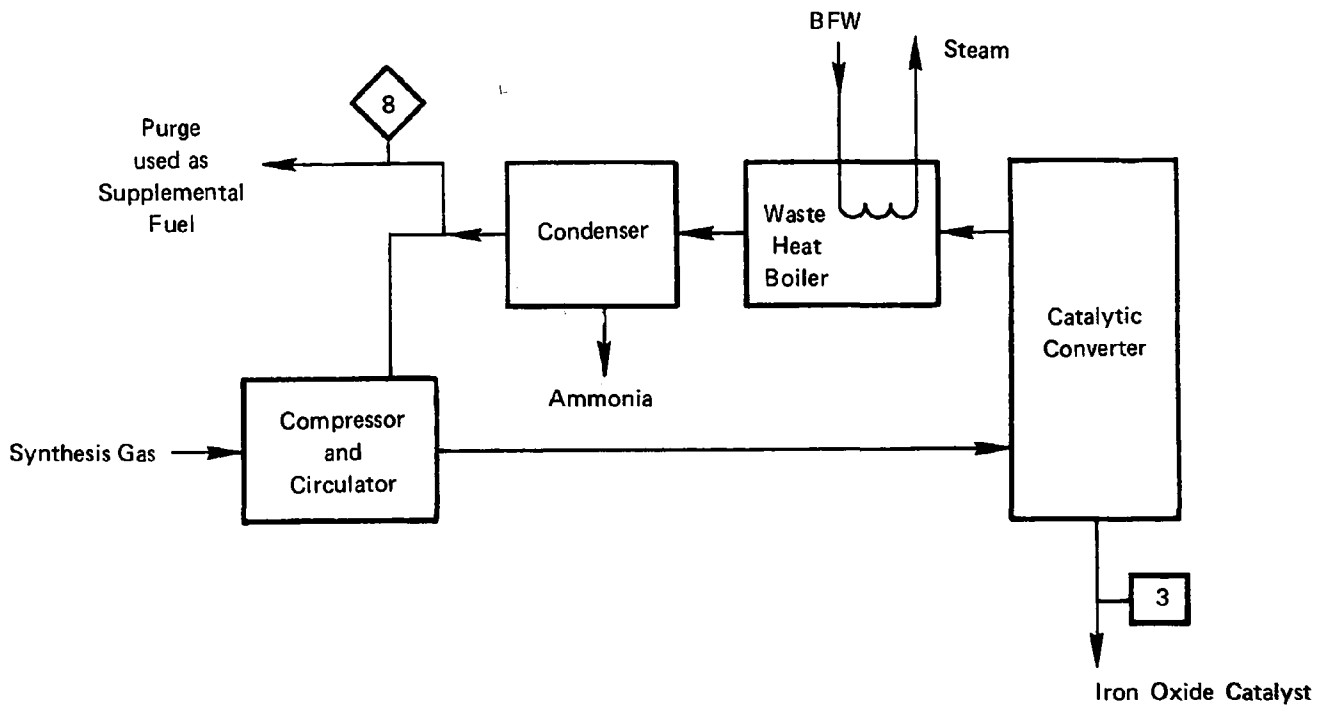 BFW
Steam
8
Purge
used as
Supplemental
Fuel
Condenser
Waste
Heat
Boiler
Catalytic
Converter
Ammonia
Compressor
and
Circulator
Synthesis Gas
3
Iron Oxide Catalyst